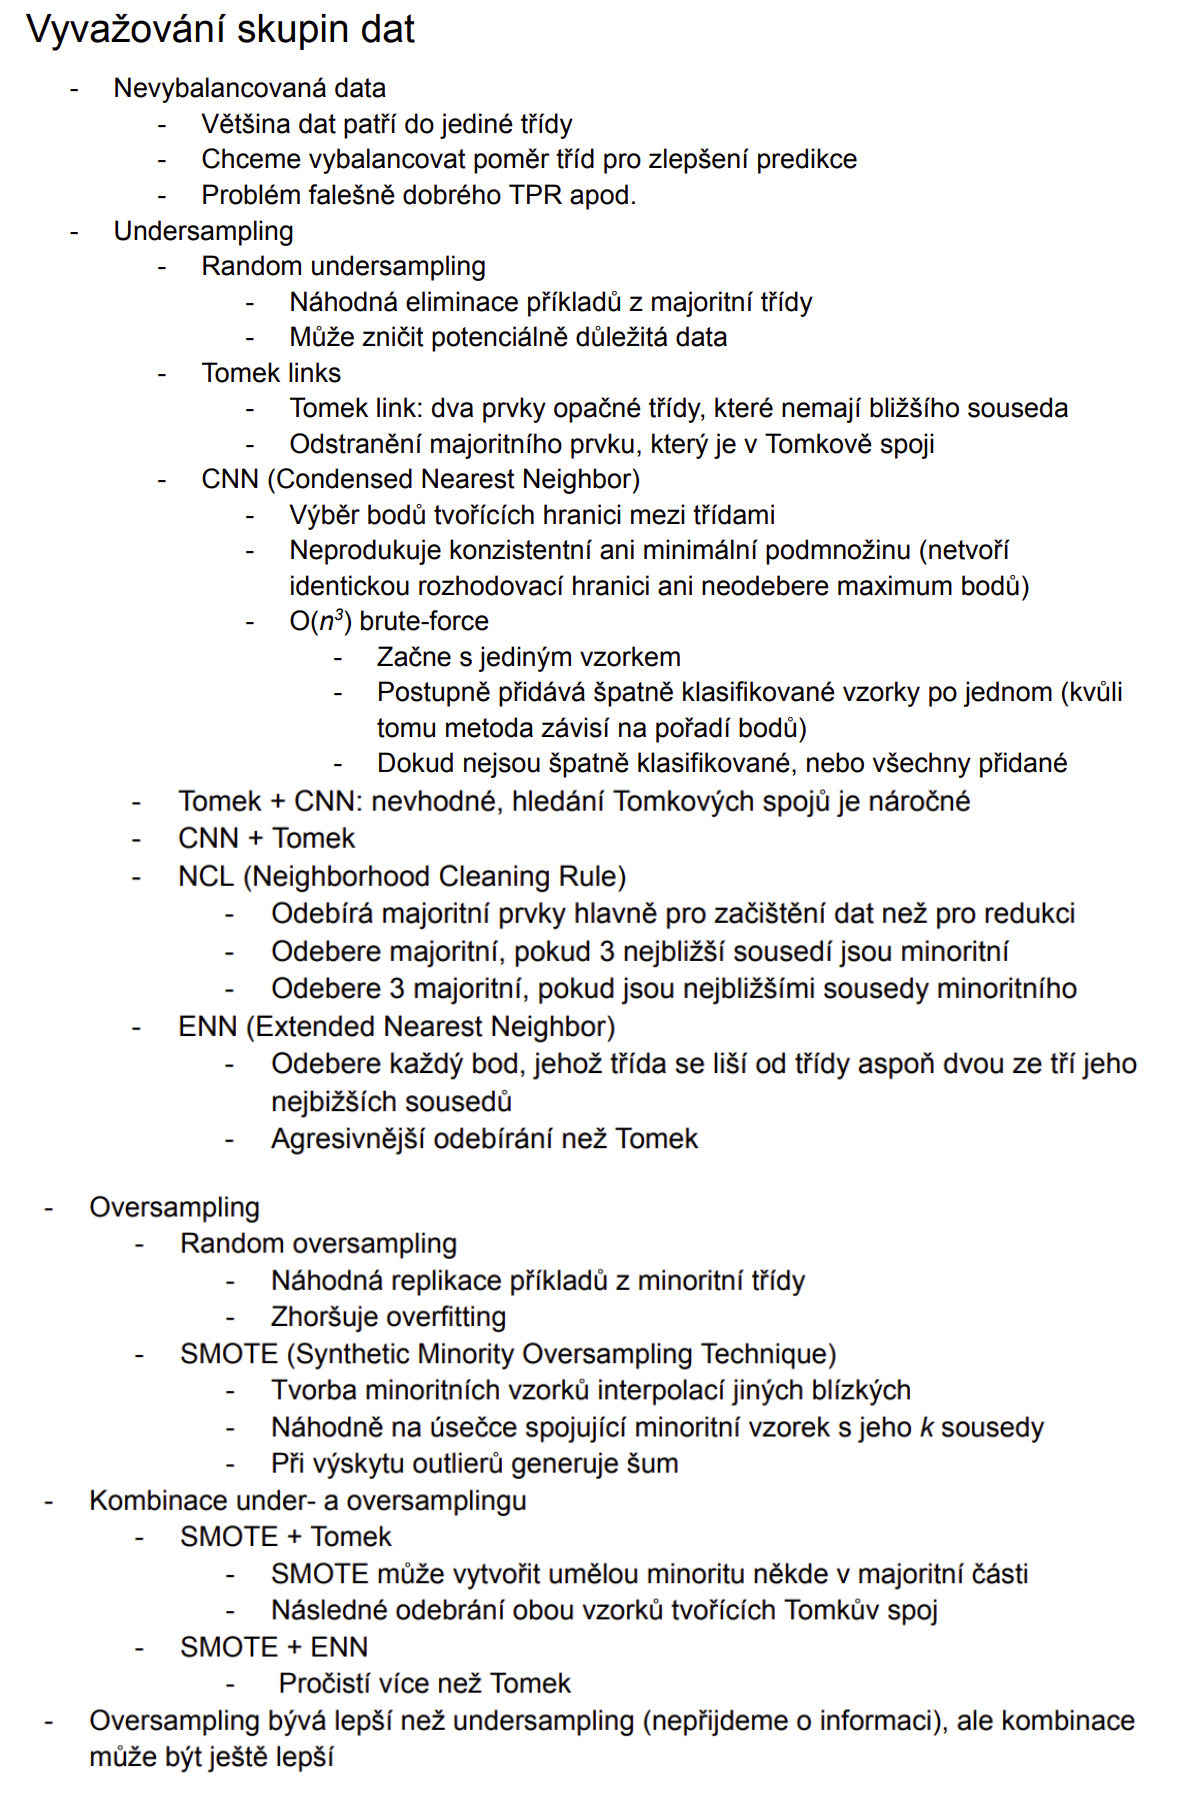 Vyvažování skupin dat
- Nevybalancovaná data
- Většina dat patří do jediné třídy
- Chceme vybalancovat poměr tříd pro zlepšení predikce
- Problém falešně dobrého TPR apod.
- Undersampling
- Random undersampling
- Náhodná eliminace příkladů z majoritní třídy
- Může zničit potenciálně důležitá data
- Tomek links
- Tomek link: dva prvky opačné třídy, které nemají bližšího souseda
- Odstranění majoritního prvku, který je v Tomkově spoji
- CNN (Condensed Nearest Neighbor)
- Výběr bodů tvořících hranici mezi třídami
- Neprodukuje konzistentní ani minimální podmnožinu (netvoří
identickou rozhodovací hranici ani neodebere maximum bodů)
- O(n³) brute-force
- Začne s jediným vzorkem
- Postupně přidává špatně klasifikované vzorky po jednom (kvůli
tomu metoda závisí na pořadí bodů)
- Dokud nejsou špatně klasifikované, nebo všechny přidané
- Tomek + CNN: nevhodné, hledání Tomkových spojů je náročné
- CNN + Tomek
- NCL (Neighborhood Cleaning Rule)
- Odebírá majoritní prvky hlavně pro začištění dat než pro redukci
- Odebere majoritní, pokud 3 nejbližší sousedí jsou minoritní
- Odebere 3 majoritní, pokud jsou nejbližšími sousedy minoritního
- ENN (Extended Nearest Neighbor)
- Odebere každý bod, jehož třída se liší od třídy aspoň dvou ze tří jeho
nejbižších sousedů
- Agresivnější odebírání než Tomek
- Oversampling
- Random oversampling
- Náhodná replikace příkladů z minoritní třídy
- Zhoršuje overfitting
- SMOTE (Synthetic Minority Oversampling Technique)
- Tvorba minoritních vzorků interpolací jiných blízkých
- Náhodně na úsečce spojující minoritní vzorek s jeho k sousedy
- Při výskytu outlierů generuje šum
- Kombinace under- a oversamplingu
- SMOTE + Tomek
- SMOTE může vytvořit umělou minoritu někde v majoritní části
- Následné odebrání obou vzorků tvořících Tomkův spoj
- SMOTE + ENN
- Pročistí více než Tomek
- Oversampling bývá lepší než undersampling (nepřijdeme o informaci), ale kombinace
může být ještě lepší